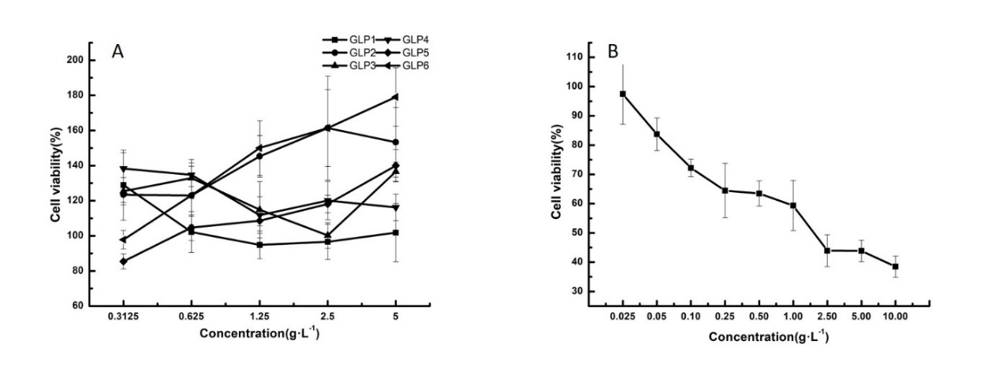 A
GLP1 GLP4
GLP2 GLP5
GLP3 GLP6
Cell viability(%)
200
180
160
140
120
100
80
60
0.3125 0.625 1.25 2.5 5
Concentration(g·L⁻¹)
B
Cell viability(%)
110
100
90
80
70
60
50
40
30
0.025 0.05 0.10 0.25 0.50 1.00 2.50 5.00 10.00
Concentration(g·L⁻¹)